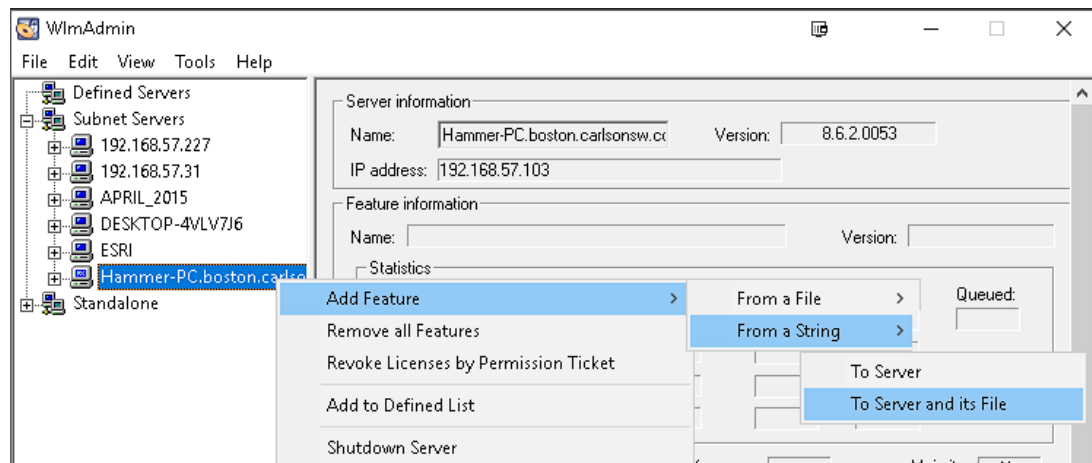 WlmAdmin
File Edit View Tools Help
Defined Servers
Subnet Servers
192.168.57.227
192.168.57.31
APRIL_2015
DESKTOP-4VLV7J6
ESRI
Hammer-PC.boston.carlso
Standalone
Server information
Name: Hammer-PC.boston.carlsonsw.cc Version: 8.6.2.0053
IP address: 192.168.57.103
Feature information
Name: Version:
Statistics
Queued:
Add Feature
Remove all Features
Revoke Licenses by Permission Ticket
Add to Defined List
Shutdown Server
From a File
From a String
To Server
To Server and its File